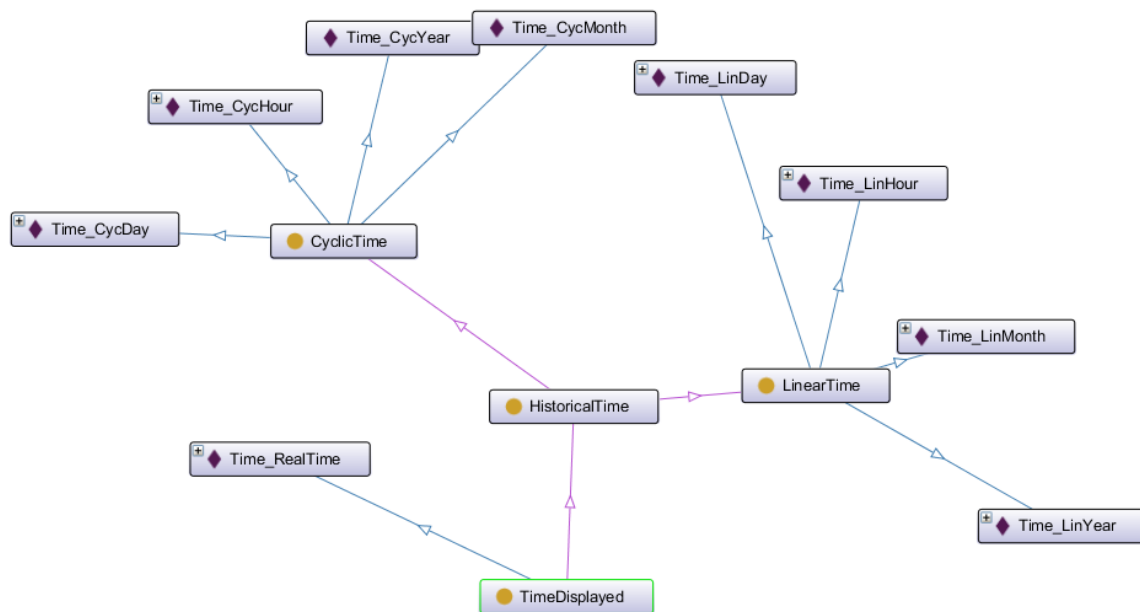 Time_CycMonth
Time_CycYear
Time_LinDay
Time_CycHour
Time_LinHour
Time_CycDay
CyclicTime
Time_LinMonth
LinearTime
HistoricalTime
Time_RealTime
Time_LinYear
TimeDisplayed